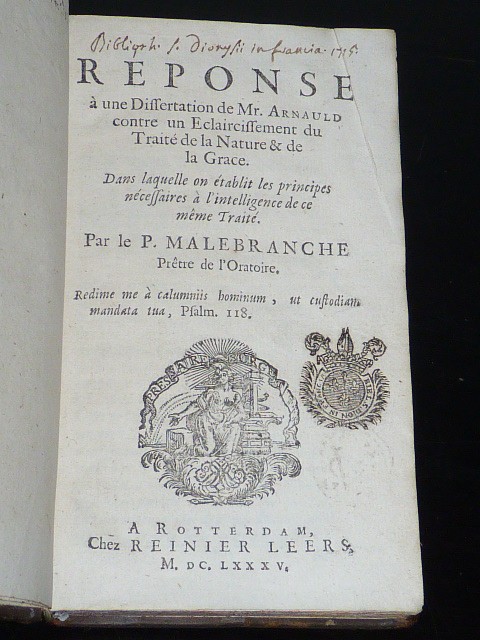 Biblioth. S. Dionysii in francia. 1715.
REPONSE
à une Diſſertation de Mr. ARNAULD
contre un Eclairciſſement du
Traité de la Nature & de
la Grace.
Dans laquelle on établit les principes
néceſſaires à l'intelligence de ce
même Traité.
Par le P. MALEBRANCHE
Prêtre de l'Oratoire.
Redime me à calumniis hominum, ut cuſtodiam
mandata tua, Pſalm. 118.
A ROTTERDAM,
Chéz REINIER LEERS,
M. DC. LXXXV.